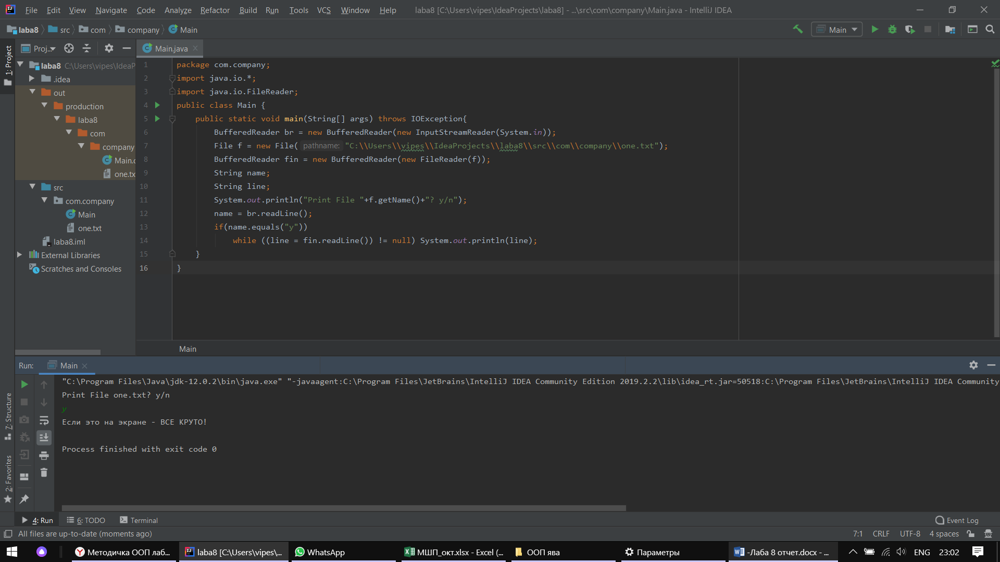 File Edit View Navigate Code Analyze Refactor Build Run Tools VCS Window Help laba8 [C:\Users\vipes\IdeaProjects\laba8] - ...\src\com\company\Main.java - IntelliJ IDEA
laba8 src com company Main Main
1: Project Proj... Main.java
laba8 C:\Users\vipes\IdeaP
.idea
out
production
laba8
com
company
Main.c
one.tx
src
com.company
Main
one.txt
laba8.iml
External Libraries
Scratches and Consoles
1 package com.company;
2 import java.io.*;
3 import java.io.FileReader;
4 public class Main {
5 public static void main(String[] args) throws IOException{
6 BufferedReader br = new BufferedReader(new InputStreamReader(System.in));
7 File f = new File( pathname: "C:\\Users\\vipes\\IdeaProjects\\laba8\\src\\com\\company\\one.txt");
8 BufferedReader fin = new BufferedReader(new FileReader(f));
9 String name;
10 String line;
11 System.out.println("Print File "+f.getName()+"? y/n");
12 name = br.readLine();
13 if(name.equals("y"))
14 while ((line = fin.readLine()) != null) System.out.println(line);
15 }
16 }
Main
Run: Main
"C:\Program Files\Java\jdk-12.0.2\bin\java.exe" "-javaagent:C:\Program Files\JetBrains\IntelliJ IDEA Community Edition 2019.2.2\lib\idea_rt.jar=50518:C:\Program Files\JetBrains\IntelliJ IDEA Community
Print File one.txt? y/n
y
Если это на экране - ВСЕ КРУТО!
Process finished with exit code 0
Z: Structure
2: Favorites
4: Run 6: TODO Terminal Event Log
All files are up-to-date (moments ago) 7:1 CRLF UTF-8 4 spaces
Методичка ООП лаб... laba8 [C:\Users\vipes\... WhatsApp МШП_окт.xlsx - Excel (... ООП ява Параметры -Лаба 8 отчет.docx - ... ENG 23:02